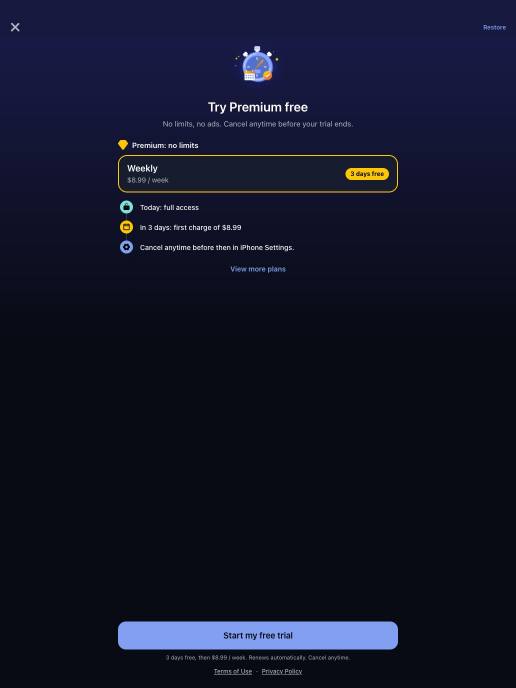 Restore
Try Premium free
No limits, no ads. Cancel anytime before your trial ends.
Premium: no limits
Weekly
$8.99 / week
3 days free
Today: full access
In 3 days: first charge of $8.99
Cancel anytime before then in iPhone Settings.
View more plans
Start my free trial
3 days free, then $8.99 / week. Renews automatically. Cancel anytime.
Terms of Use · Privacy Policy